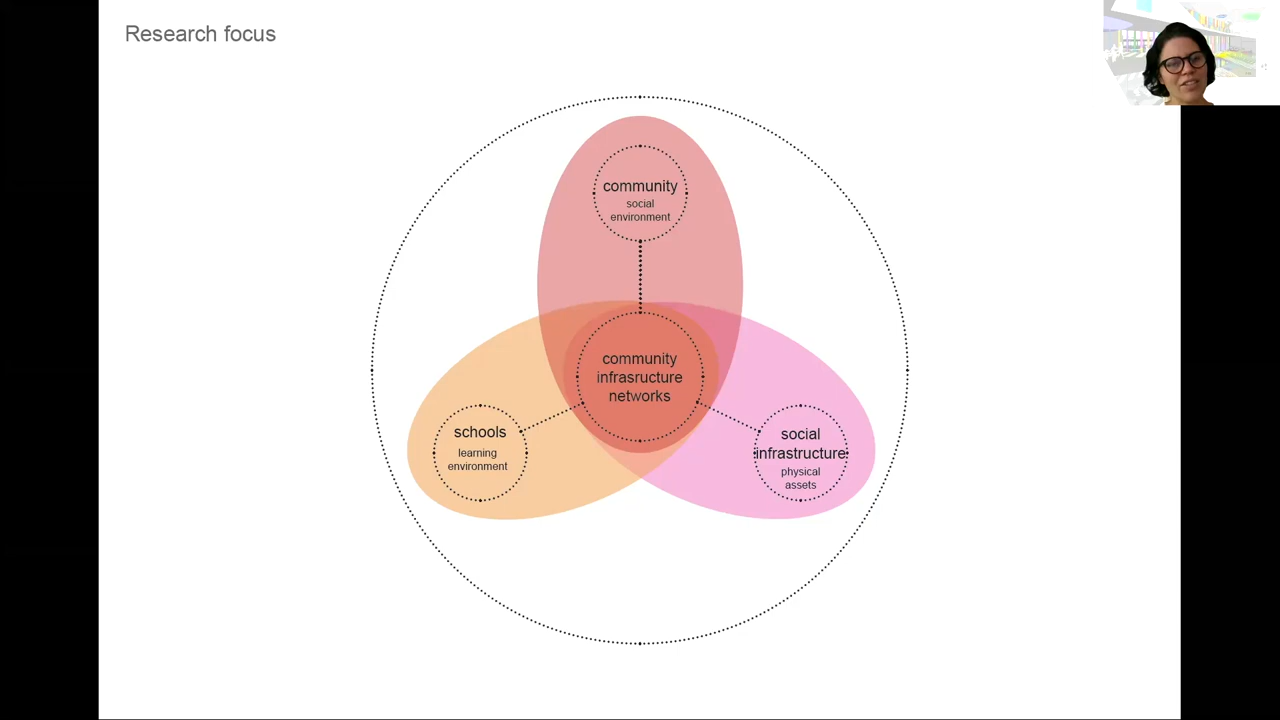 Research focus
community
social
environment
community
infrasructure
networks
schools
learning
environment
social
infrastructure
physical
assets